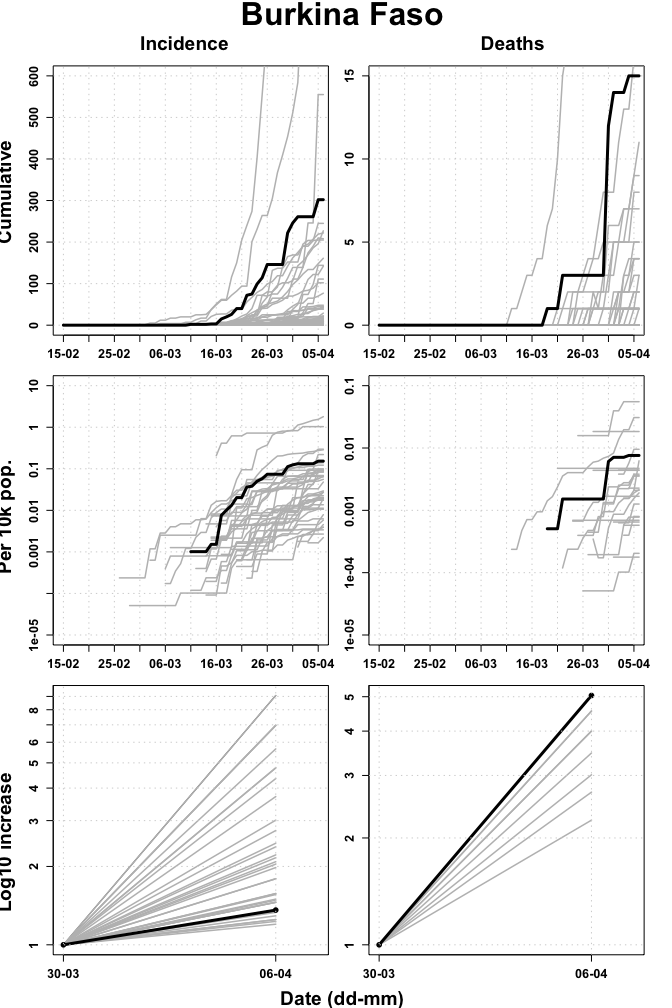 Burkina Faso
Incidence
Deaths
Cumulative
600
500
400
300
200
100
0
15
10
5
0
15-02 25-02 06-03 16-03 26-03 05-04
15-02 25-02 06-03 16-03 26-03 05-04
Per 10k pop.
10
1
0.1
0.01
0.001
1e-05
0.1
0.01
0.001
1e-04
1e-05
15-02 25-02 06-03 16-03 26-03 05-04
15-02 25-02 06-03 16-03 26-03 05-04
Log10 increase
8
6
5
4
3
2
1
5
4
3
2
1
30-03 06-04
30-03 06-04
Date (dd-mm)